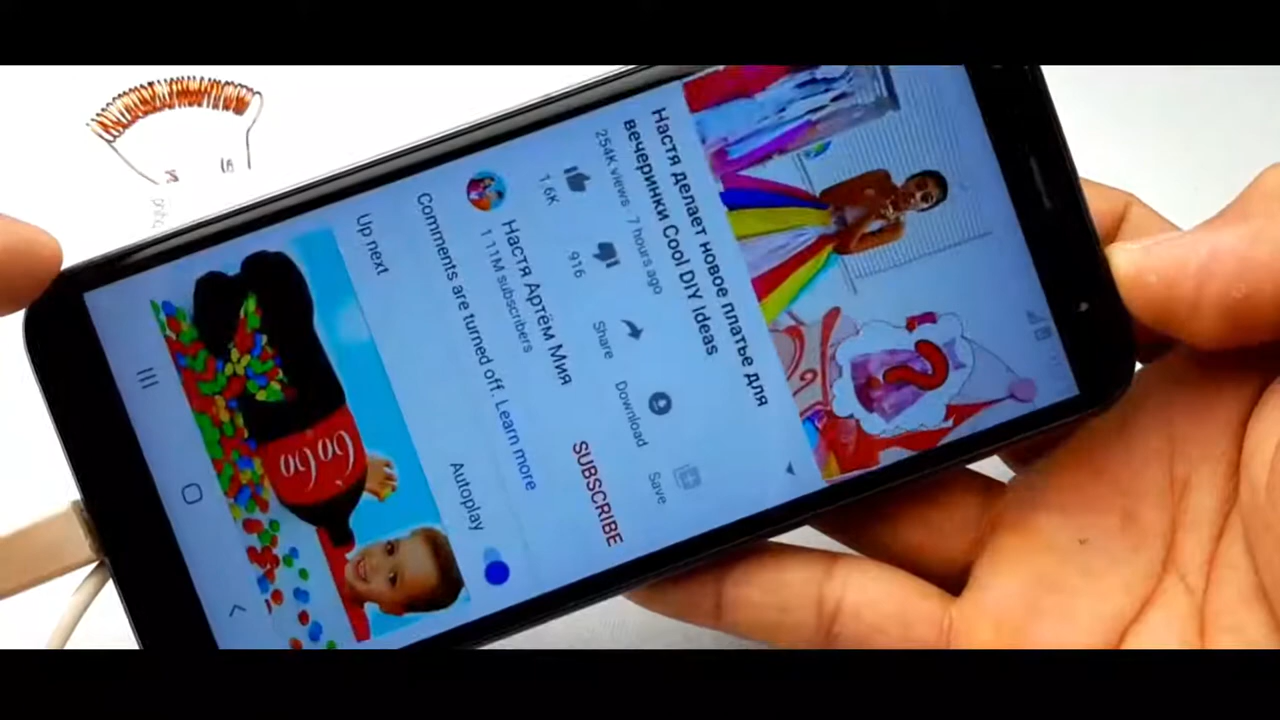 Настя делает новое платье для
вечеринки Cool DIY ideas
254K views · 7 hours ago
1.6K
916
Share
Download
Save
Настя Артём Мия
1.11M subscribers
SUBSCRIBE
Comments are turned off. Learn more
Up next
Autoplay